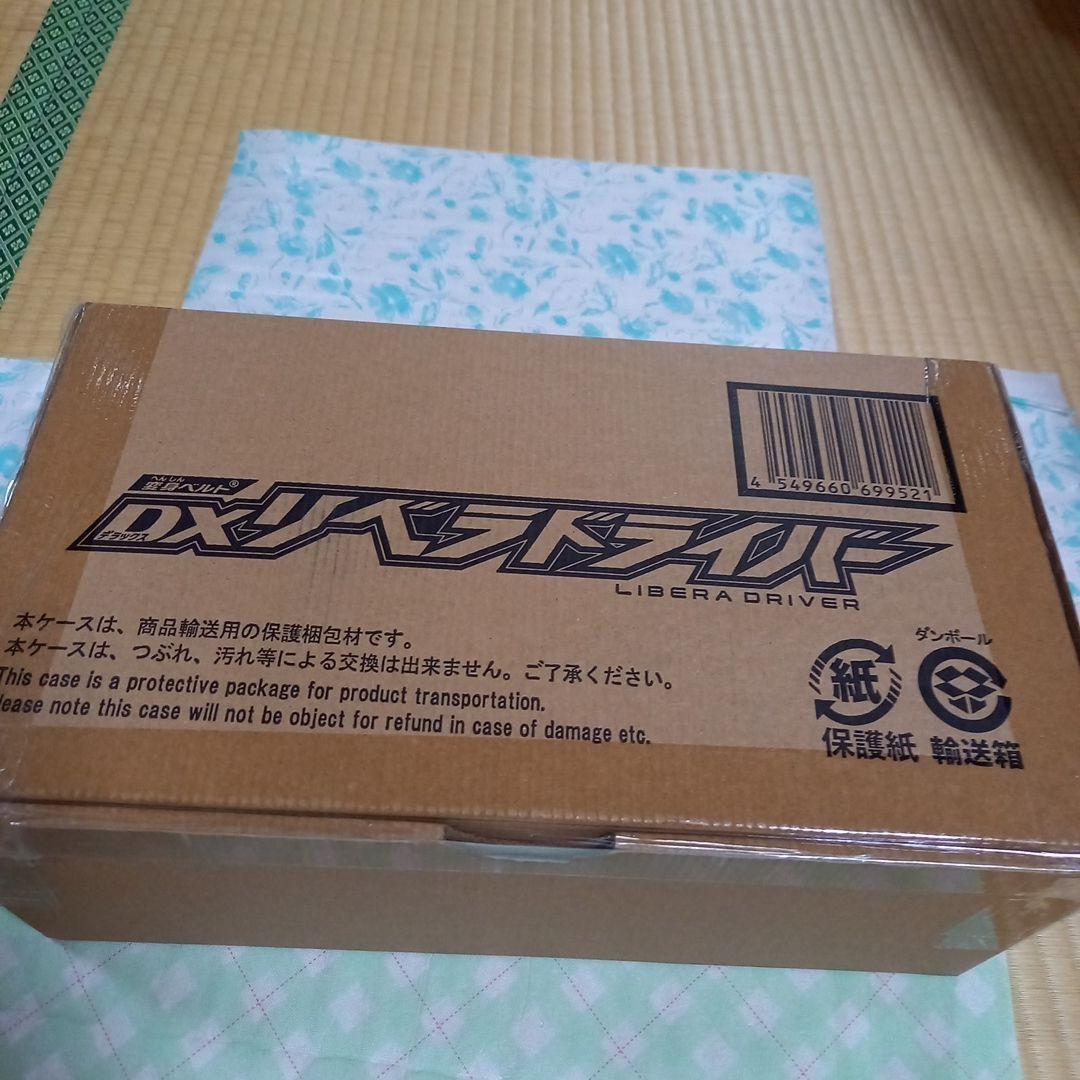 4 549660 699521
へんしん
変身ベルト®
DXリベラドライバー
デラックス
LIBERA DRIVER
本ケースは、商品輸送用の保護梱包材です。
本ケースは、つぶれ、汚れ等による交換は出来ません。ご了承ください。
This case is a protective package for product transportation.
lease note this case will not be object for refund in case of damage etc.
紙
保護紙
ダンボール
輸送箱